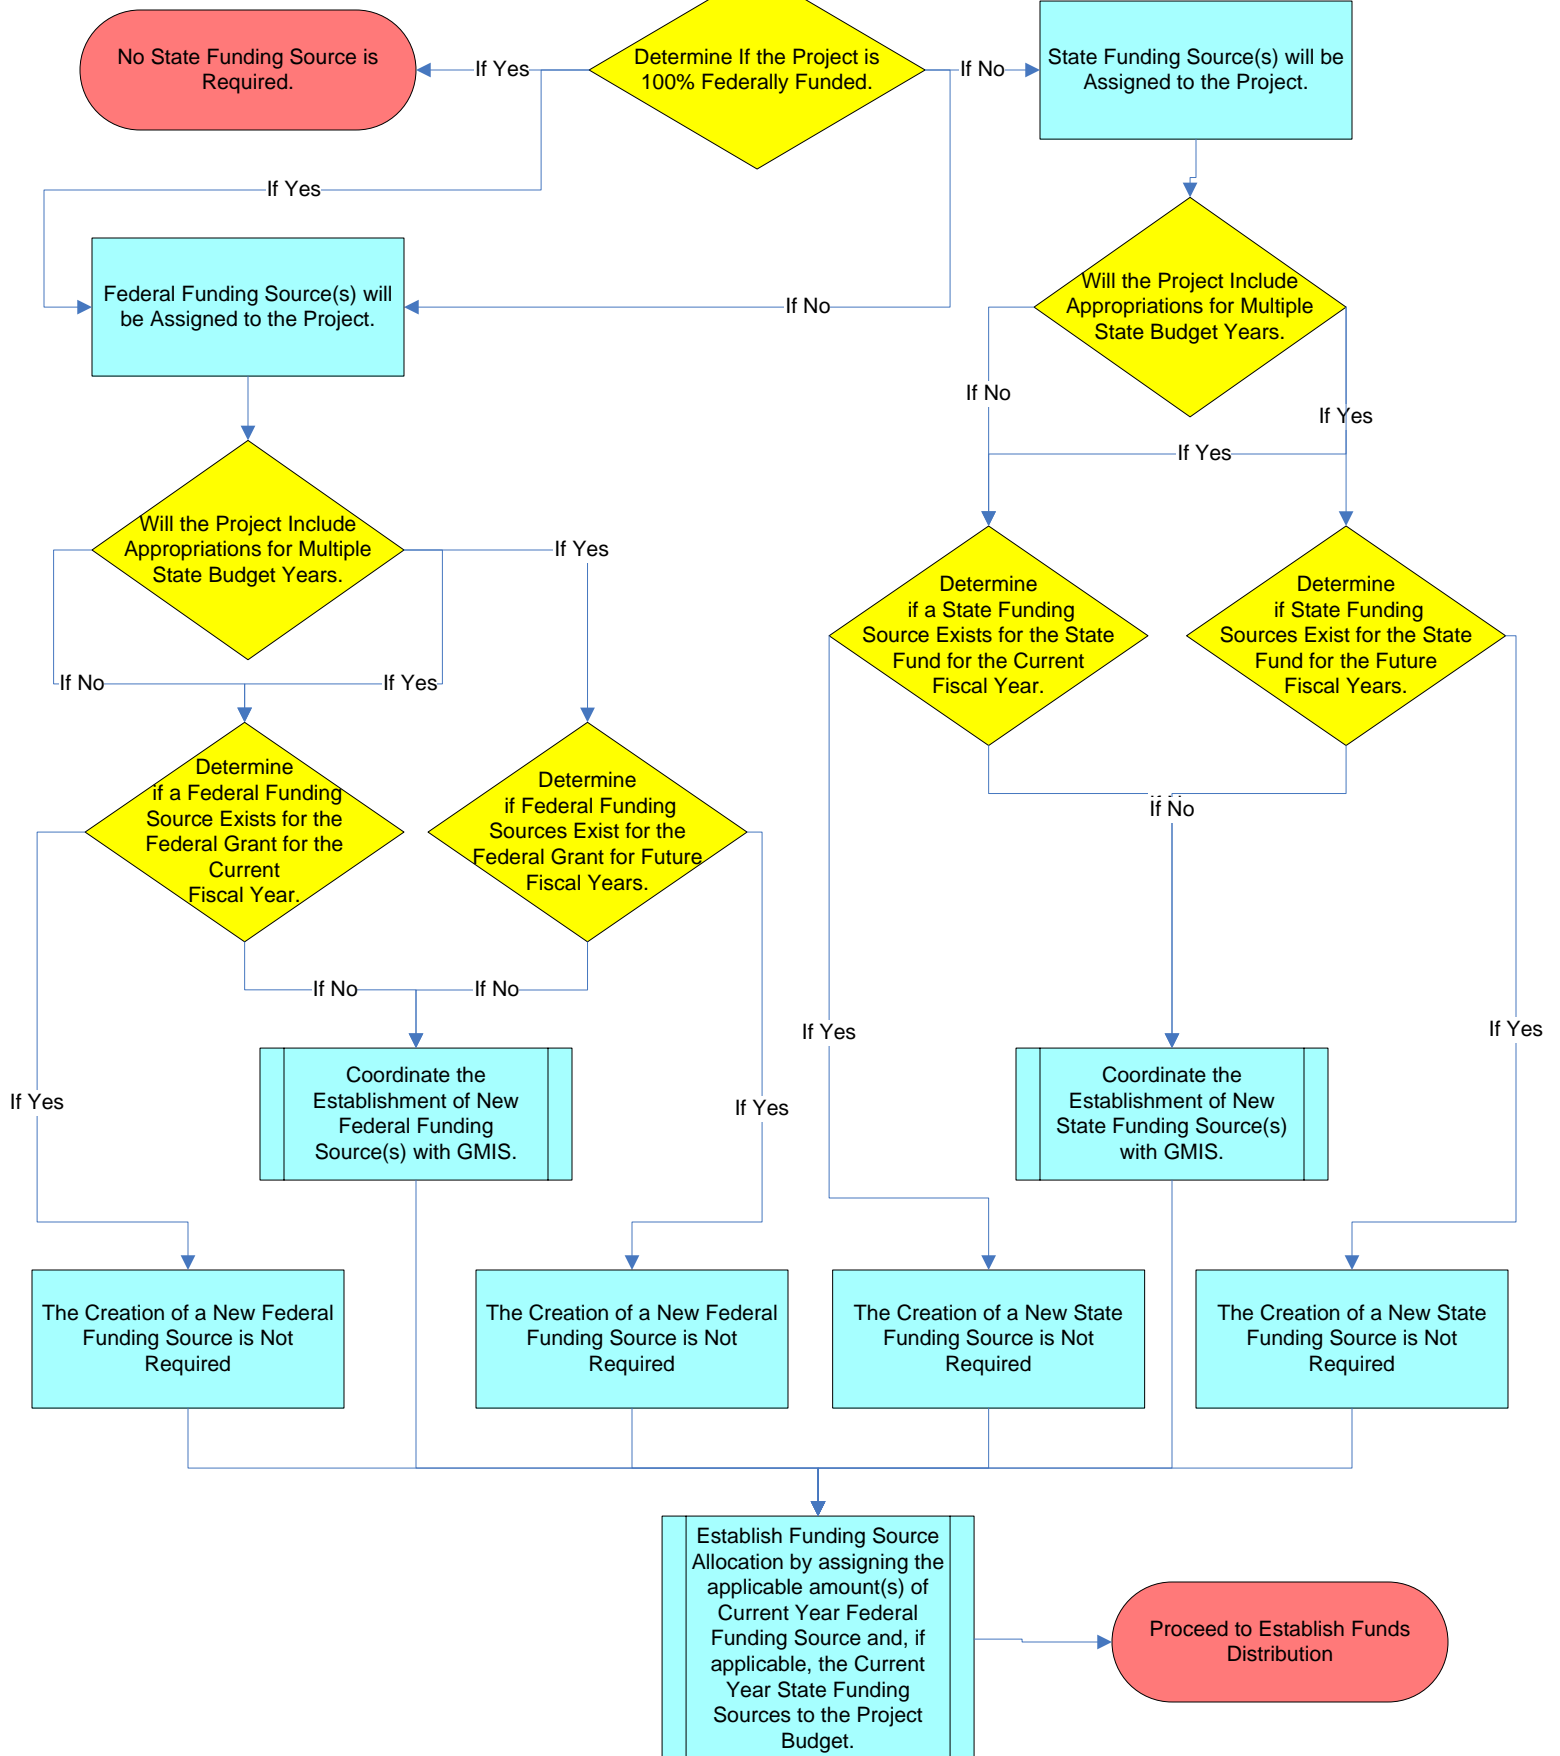 No State Funding Source is
Required.
If Yes
Determine If the Project is
100% Federally Funded.
If No
State Funding Source(s) will be
Assigned to the Project.
If Yes
Federal Funding Source(s) will
be Assigned to the Project.
If No
Will the Project Include
Appropriations for Multiple
State Budget Years.
If No
If Yes
If Yes
Will the Project Include
Appropriations for Multiple
State Budget Years.
If Yes
If No
If Yes
Determine
if a State Funding
Source Exists for the State
Fund for the Current
Fiscal Year.
Determine
if State Funding
Sources Exist for the State
Fund for the Future
Fiscal Years.
Determine
if a Federal Funding
Source Exists for the
Federal Grant for the
Current
Fiscal Year.
Determine
if Federal Funding
Sources Exist for the
Federal Grant for Future
Fiscal Years.
If No
If No
If No
If Yes
If Yes
If Yes
If Yes
Coordinate the
Establishment of New
Federal Funding
Source(s) with GMIS.
Coordinate the
Establishment of New
State Funding Source(s)
with GMIS.
The Creation of a New Federal
Funding Source is Not
Required
The Creation of a New Federal
Funding Source is Not
Required
The Creation of a New State
Funding Source is Not
Required
The Creation of a New State
Funding Source is Not
Required
Establish Funding Source
Allocation by assigning the
applicable amount(s) of
Current Year Federal
Funding Source and, if
applicable, the Current
Year State Funding
Sources to the Project
Budget.
Proceed to Establish Funds
Distribution